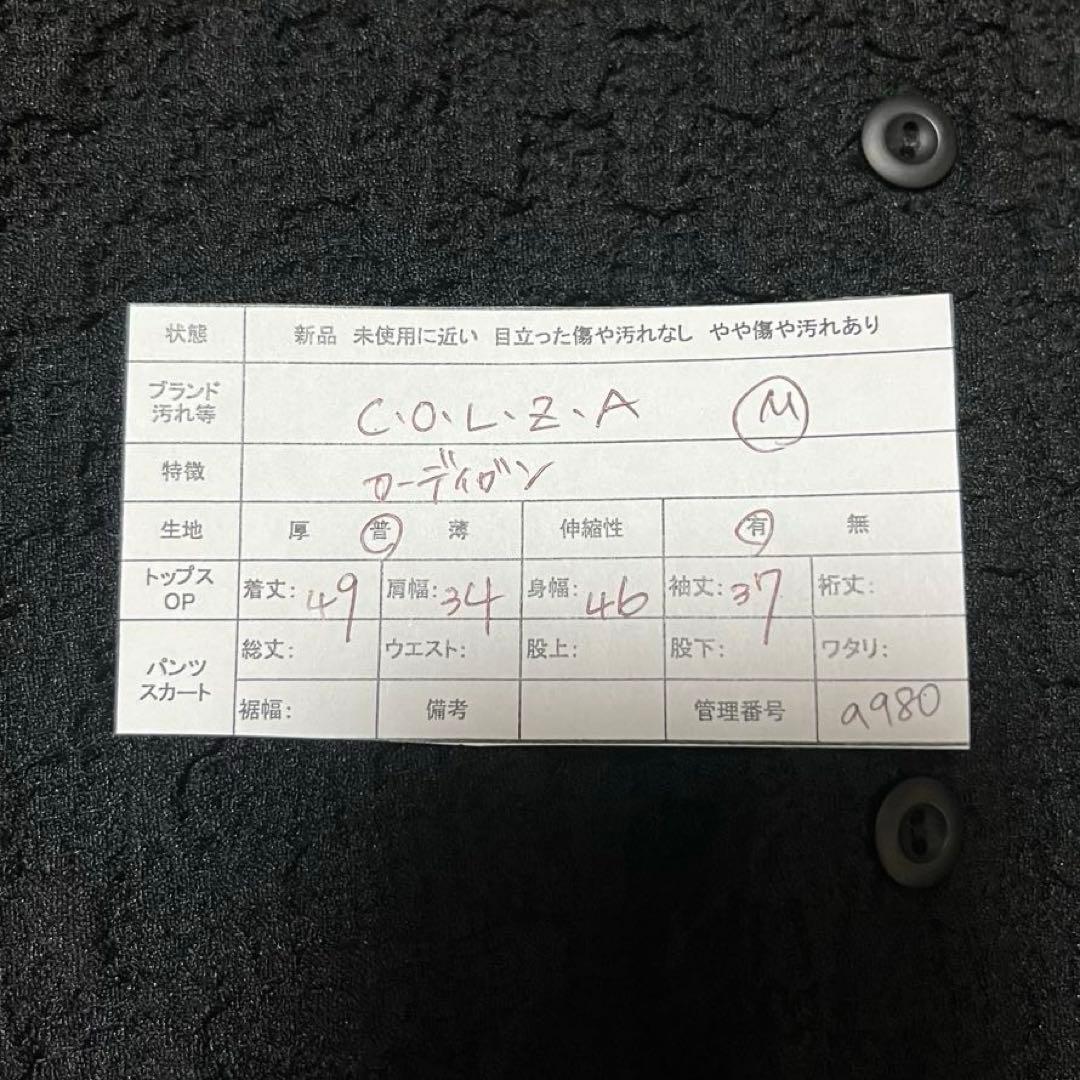 状態 新品 未使用に近い 目立った傷や汚れなし やや傷や汚れあり
ブランド
汚れ等 C.O.L.Z.A M
特徴 カーディガン
生地 厚 普 薄 伸縮性 有 無
トップス
OP 着丈: 49 肩幅: 34 身幅: 46 袖丈: 37 裄丈:
パンツ
スカート 総丈: ウエスト: 股上: 股下: ワタリ:
裾幅: 備考 管理番号 a980